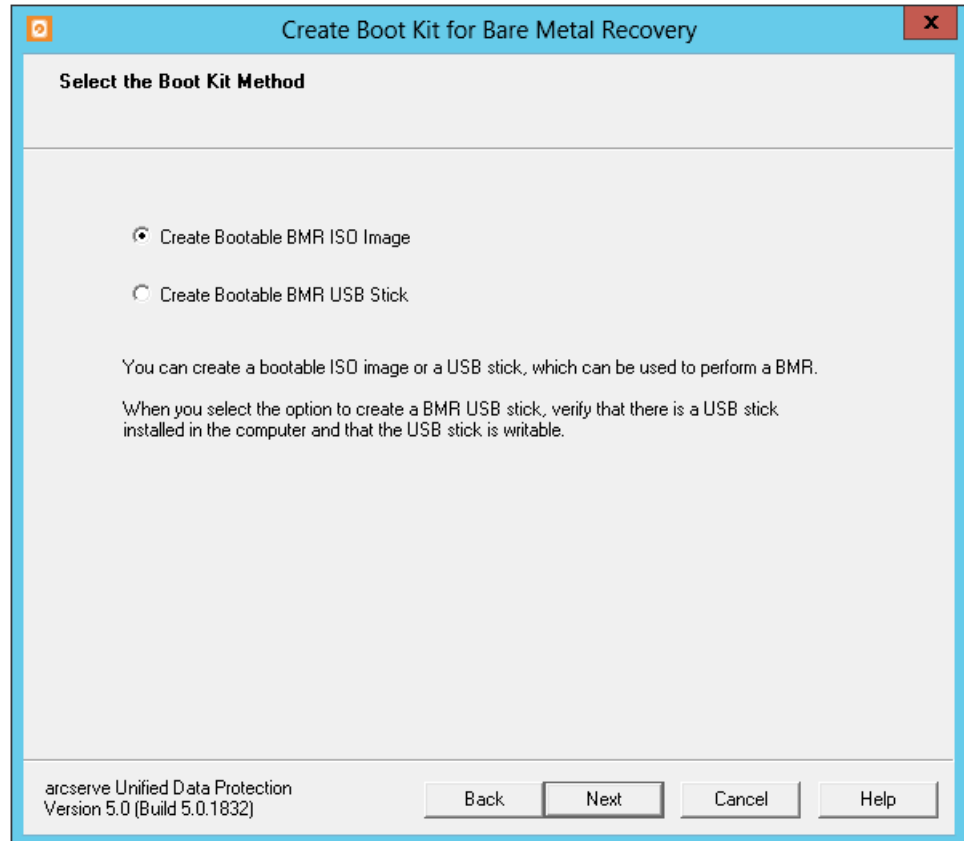 Create Boot Kit for Bare Metal Recovery
x
Select the Boot Kit Method
Create Bootable BMR ISO Image
Create Bootable BMR USB Stick
You can create a bootable ISO image or a USB stick, which can be used to perform a BMR.
When you select the option to create a BMR USB stick, verify that there is a USB stick
installed in the computer and that the USB stick is writable.
arcserve Unified Data Protection
Version 5.0 (Build 5.0.1832)
Back Next Cancel Help